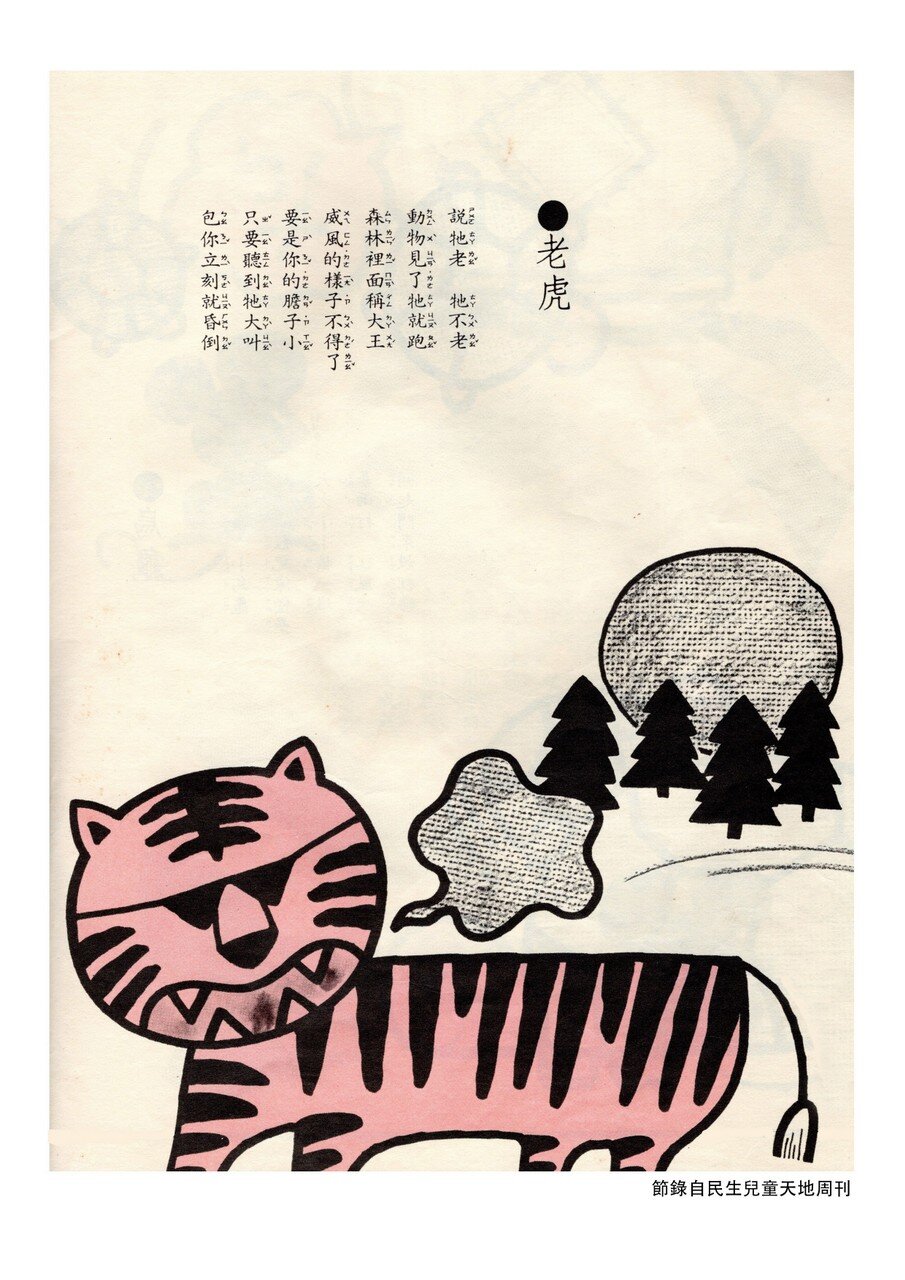 ●老虎
說牠老　牠不老
動物見了牠就跑
森林裡面稱大王
威風的樣子不得了
要是你的膽子小
只要聽到牠大叫
包你立刻就昏倒
節錄自民生兒童天地周刊